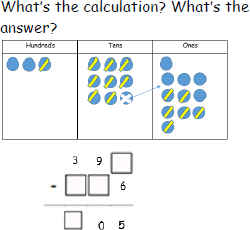 What's the calculation? What's the
answer?
Hundreds Tens Ones
3 9
- 6
0 5